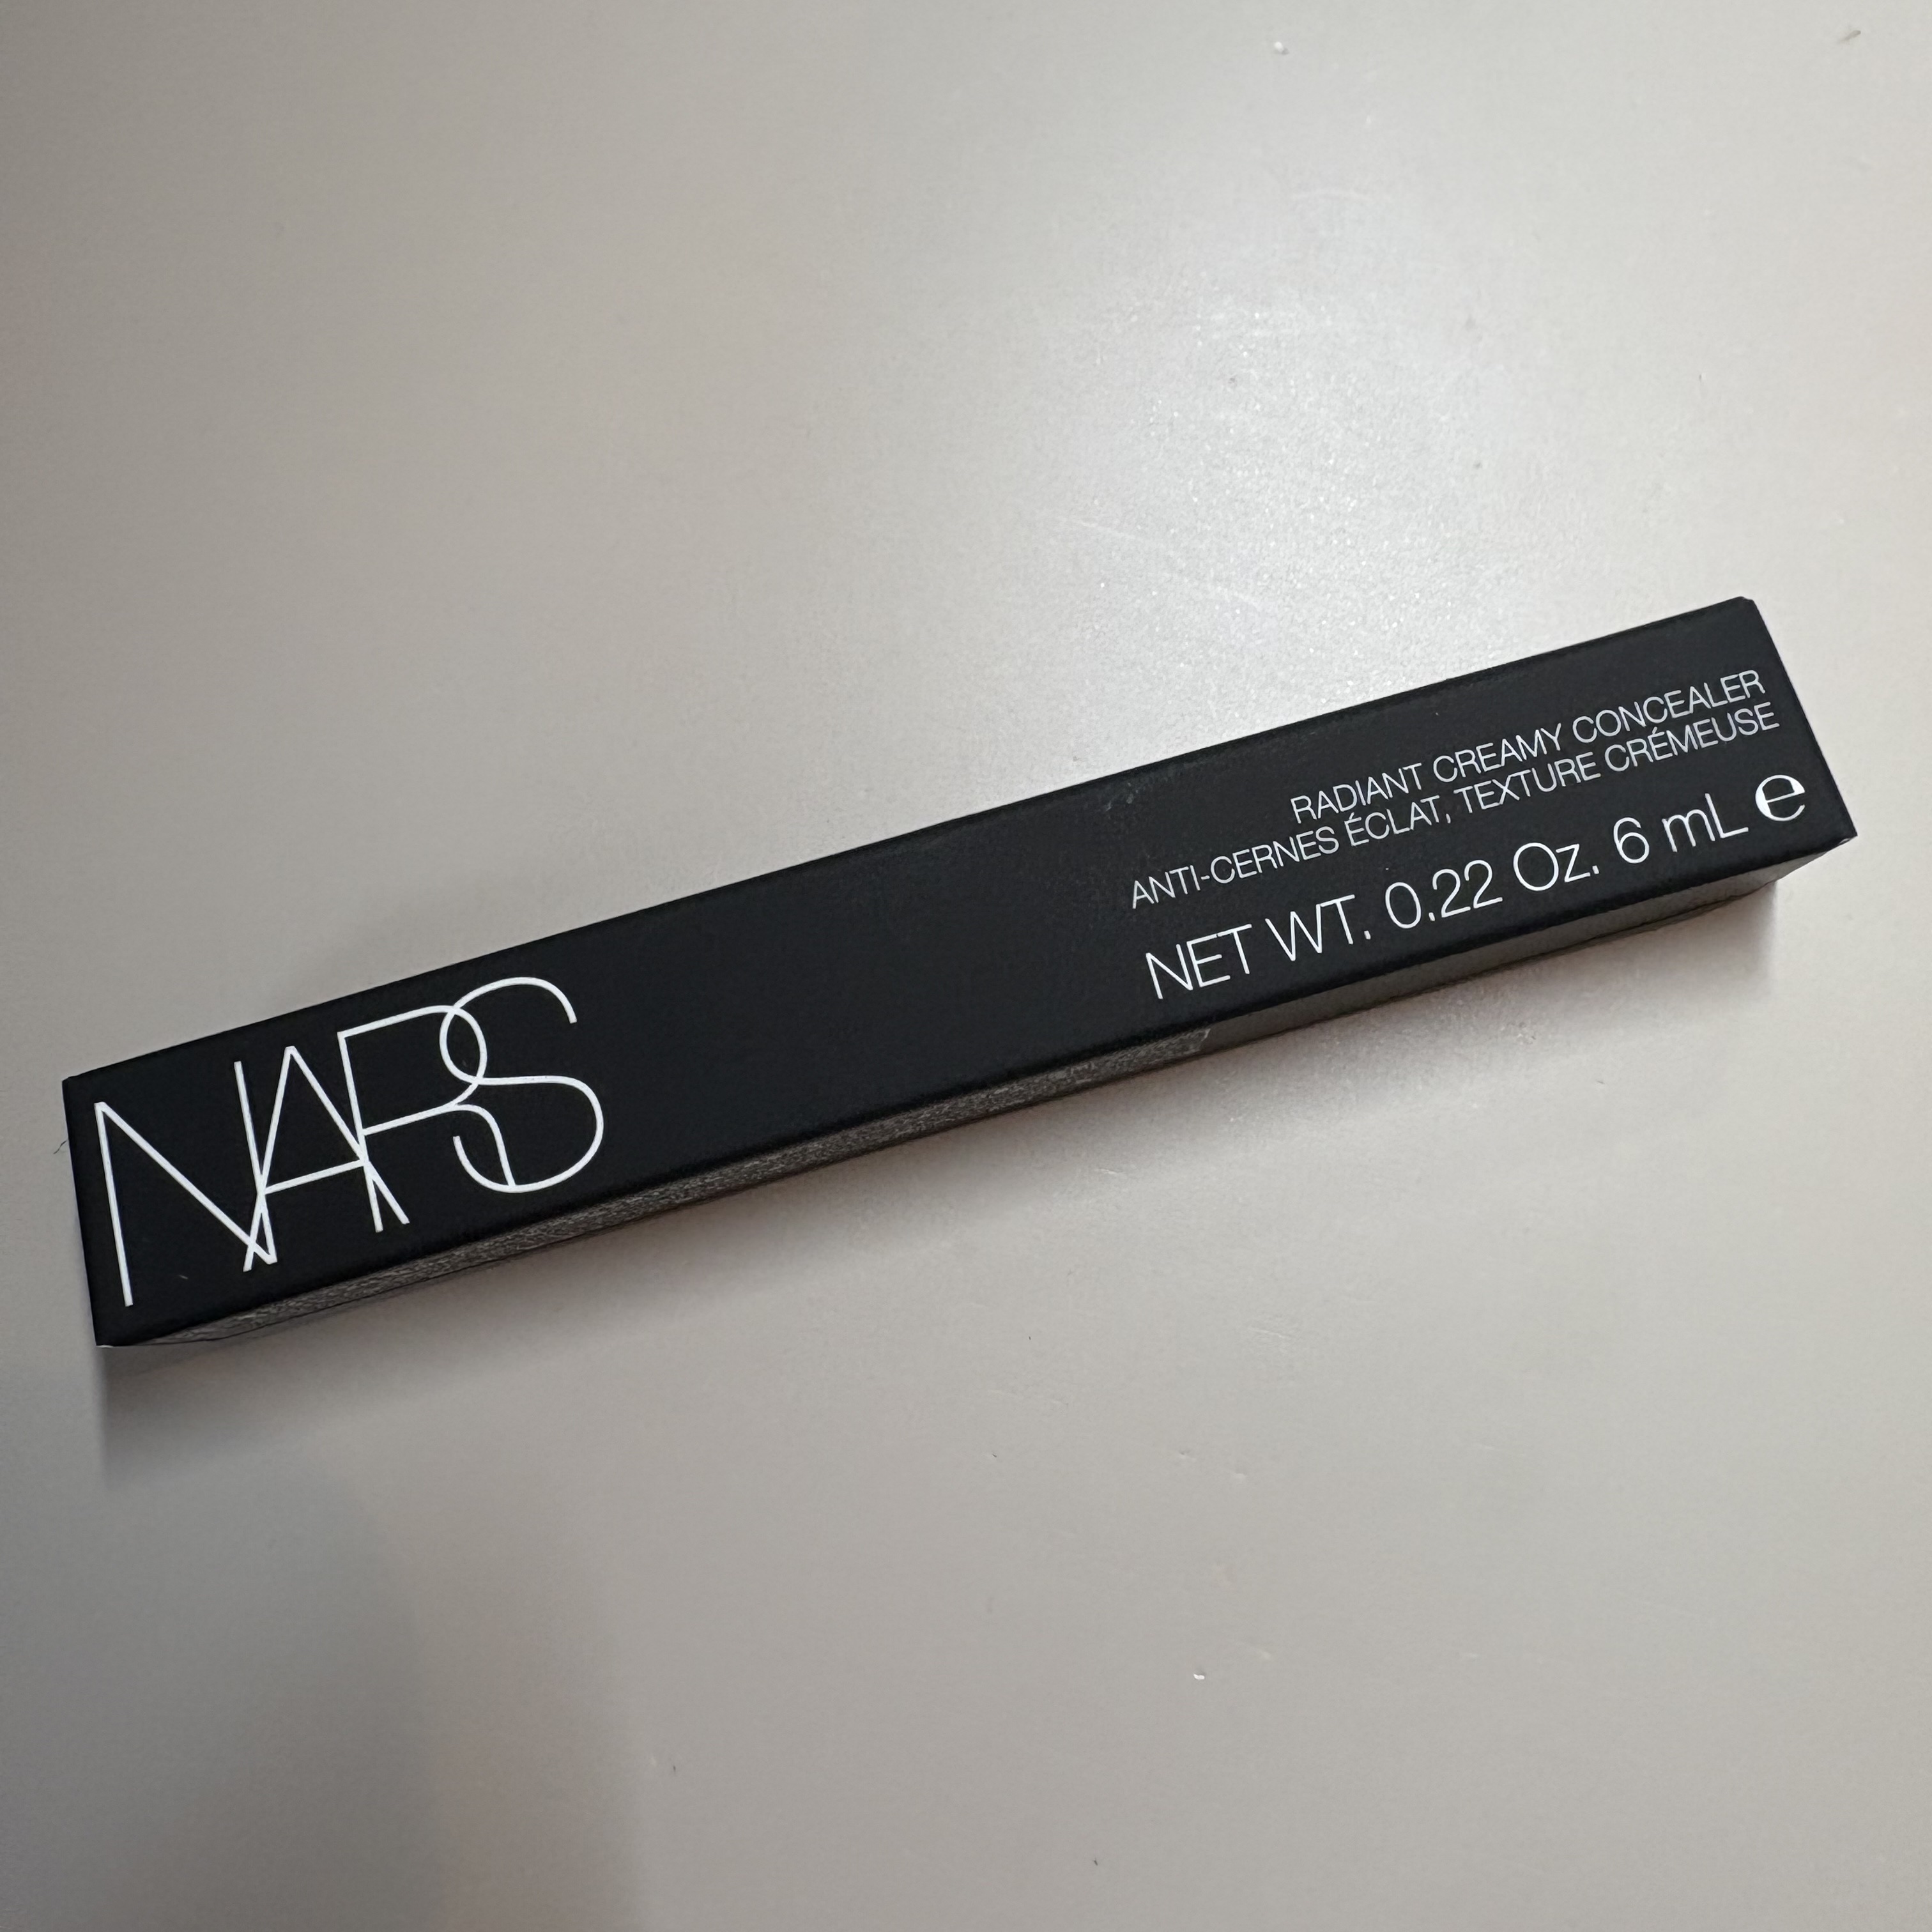 NARS
RADIANT CREAMY CONCEALER
ANTI-CERNES ÉCLAT, TEXTURE CRÉMEUSE
NET WT. 0.22 Oz. 6 mL ℮